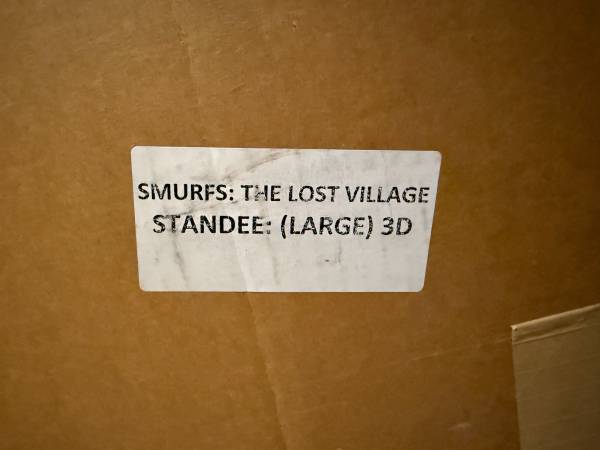 SMURFS: THE LOST VILLAGE
STANDEE: (LARGE) 3D